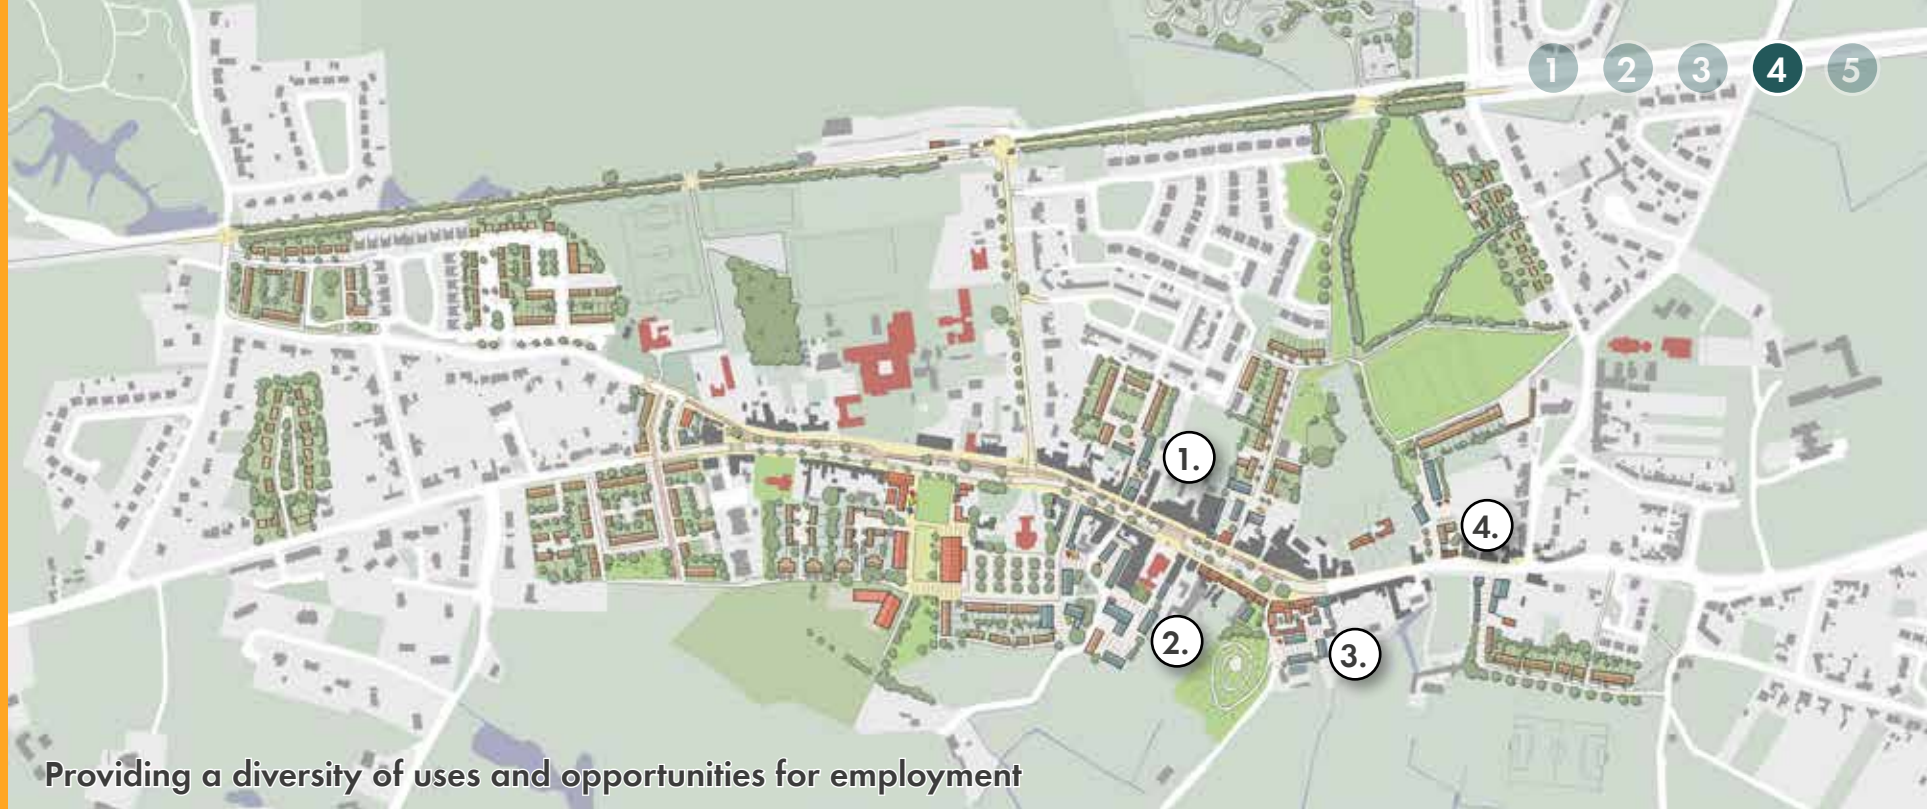 1 2 3 4 5
1.
4.
2.
3.
Providing a diversity of uses and opportunities for employment